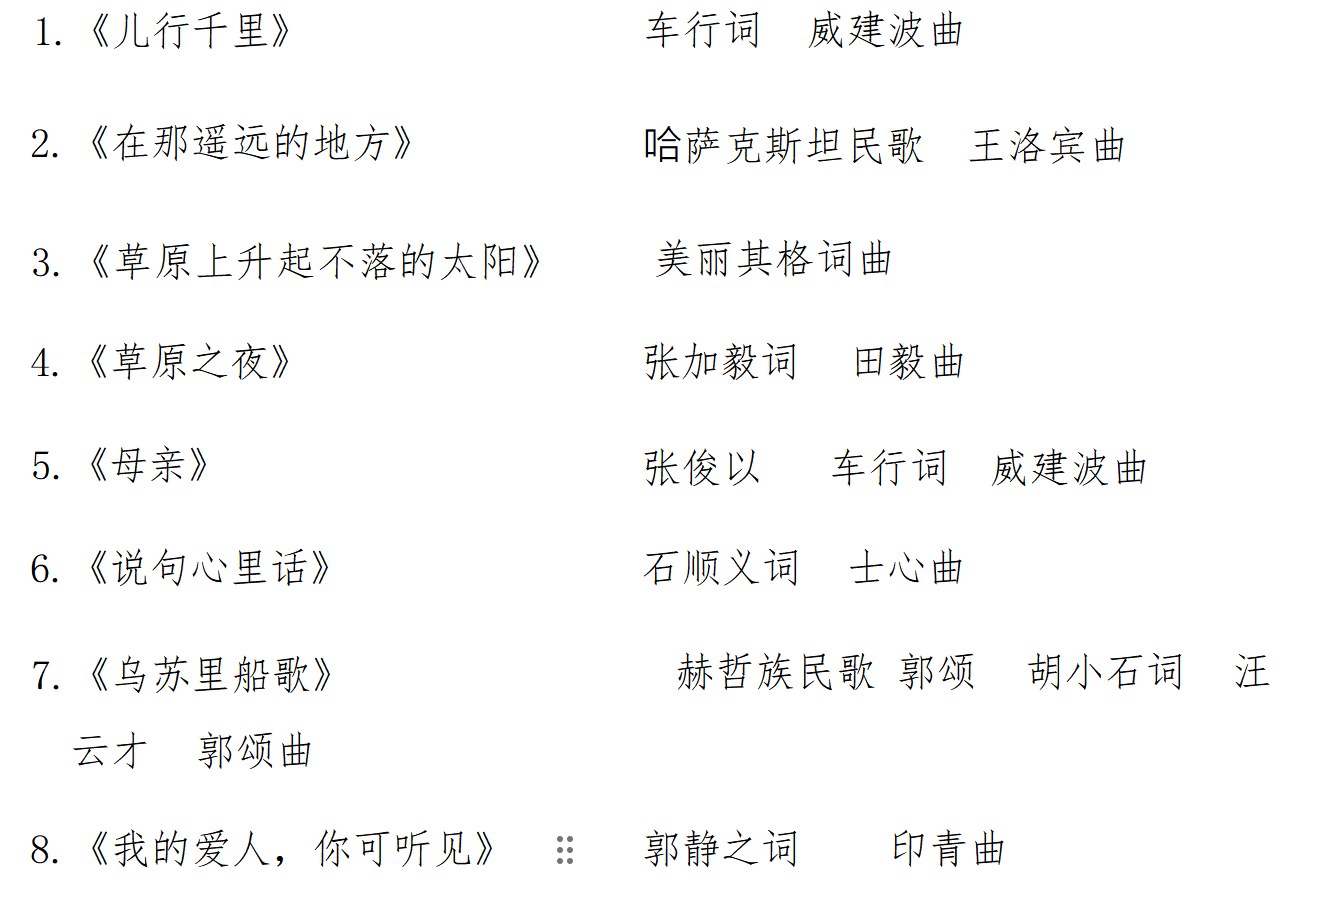 1. 《儿行千里》 车行词 威建波曲
2. 《在那遥远的地方》 哈萨克斯坦民歌 王洛宾曲
3. 《草原上升起不落的太阳》 美丽其格词曲
4. 《草原之夜》 张加毅词 田毅曲
5. 《母亲》 张俊以 车行词 威建波曲
6. 《说句心里话》 石顺义词 士心曲
7. 《乌苏里船歌》 赫哲族民歌 郭颂 胡小石词 汪
云才 郭颂曲
8. 《我的爱人，你可听见》 郭静之词 印青曲